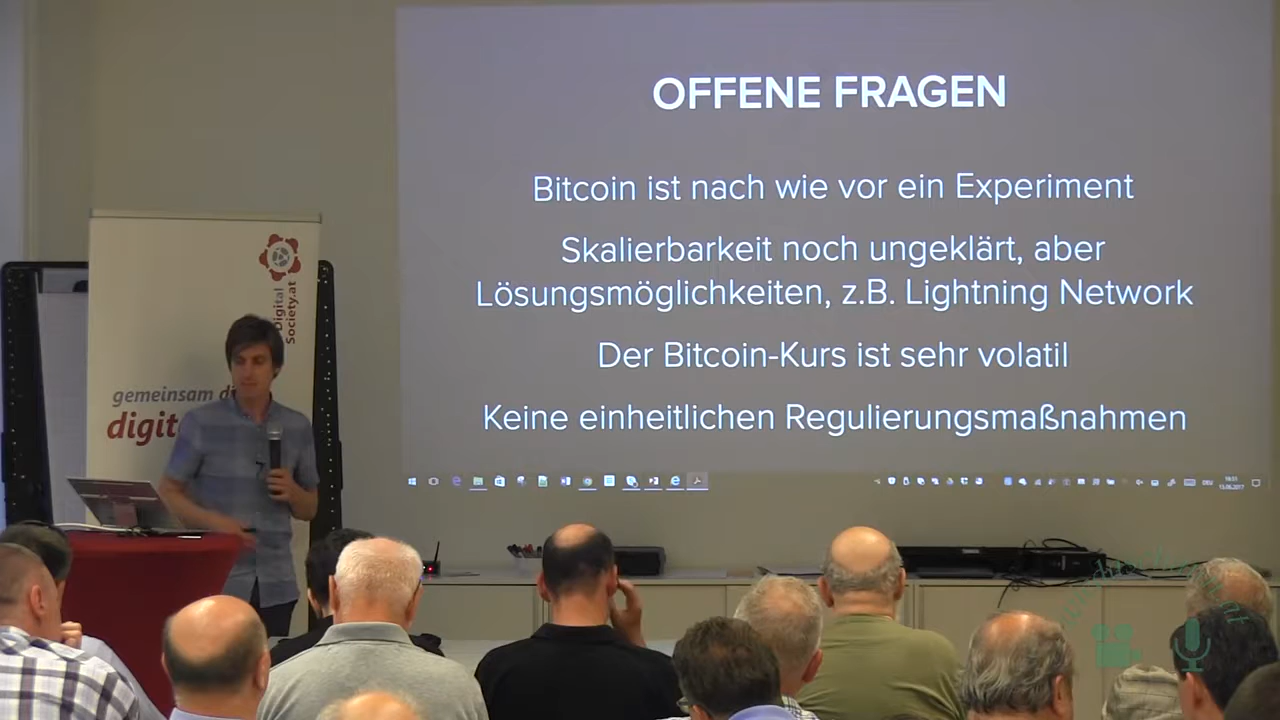 OFFENE FRAGEN
Bitcoin ist nach wie vor ein Experiment
Skalierbarkeit noch ungeklärt, aber
Lösungsmöglichkeiten, z.B. Lightning Network
Der Bitcoin-Kurs ist sehr volatil
Keine einheitlichen Regulierungsmaßnahmen
Digital
Society.at
gemeinsam di
digit